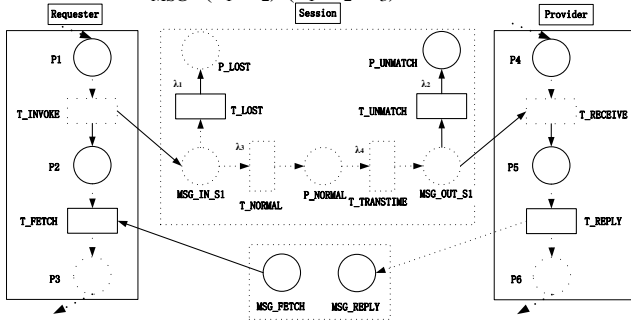 Requester
Session
Provider
P1
T_INVOKE
P2
T_FETCH
P3
λ1
P_LOST
T_LOST
λ2
P_UNMATCH
T_UNMATCH
λ3
λ4
MSG_IN_S1
T_NORMAL
P_NORMAL
T_TRANSTIME
MSG_OUT_S1
P4
T_RECEIVE
P5
T_REPLY
P6
MSG_FETCH
MSG_REPLY